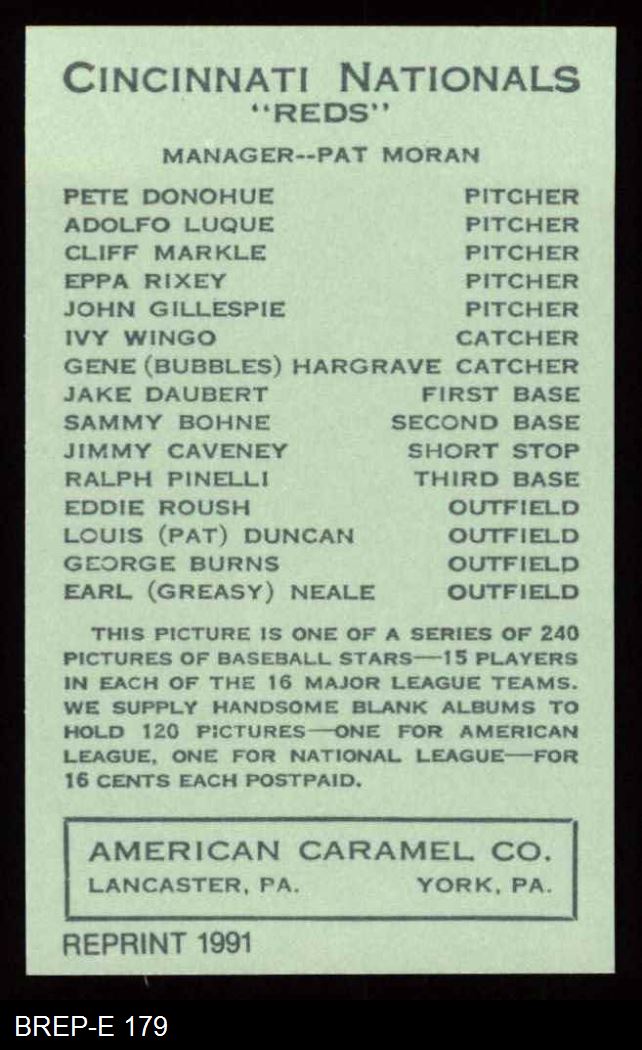 CINCINNATI NATIONALS
"REDS"
MANAGER--PAT MORAN
PETE DONOHUE PITCHER
ADOLFO LUQUE PITCHER
CLIFF MARKLE PITCHER
EPPA RIXEY PITCHER
JOHN GILLESPIE PITCHER
IVY WINGO CATCHER
GENE (BUBBLES) HARGRAVE CATCHER
JAKE DAUBERT FIRST BASE
SAMMY BOHNE SECOND BASE
JIMMY CAVENEY SHORT STOP
RALPH PINELLI THIRD BASE
EDDIE ROUSH OUTFIELD
LOUIS (PAT) DUNCAN OUTFIELD
GEORGE BURNS OUTFIELD
EARL (GREASY) NEALE OUTFIELD
THIS PICTURE IS ONE OF A SERIES OF 240
PICTURES OF BASEBALL STARS—15 PLAYERS
IN EACH OF THE 16 MAJOR LEAGUE TEAMS.
WE SUPPLY HANDSOME BLANK ALBUMS TO
HOLD 120 PICTURES—ONE FOR AMERICAN
LEAGUE, ONE FOR NATIONAL LEAGUE—FOR
16 CENTS EACH POSTPAID.
AMERICAN CARAMEL CO.
LANCASTER, PA. YORK, PA.
REPRINT 1991
BREP-E 179